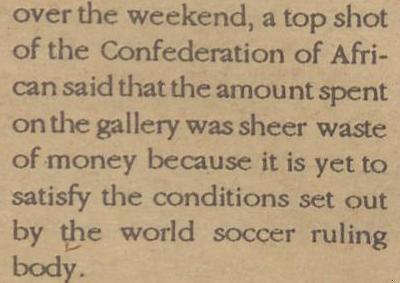 over the weekend, a top shot
of the Confederation of Afri-
can said that the amount spent
on the gallery was sheer waste
of money because it is yet to
satisfy the conditions set out
by the world soccer ruling
body.